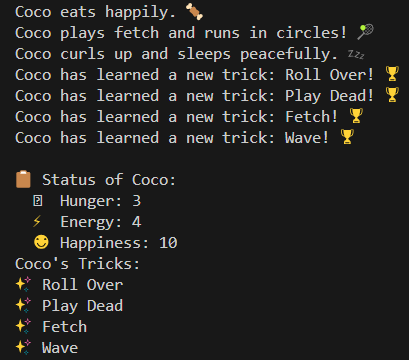 Coco eats happily. 🍖
Coco plays fetch and runs in circles! 🎾
Coco curls up and sleeps peacefully. 💤
Coco has learned a new trick: Roll Over! 🏆
Coco has learned a new trick: Play Dead! 🏆
Coco has learned a new trick: Fetch! 🏆
Coco has learned a new trick: Wave! 🏆

📋 Status of Coco:
Hunger: 3
⚡ Energy: 4
😊 Happiness: 10
Coco's Tricks:
✨ Roll Over
✨ Play Dead
✨ Fetch
✨ Wave